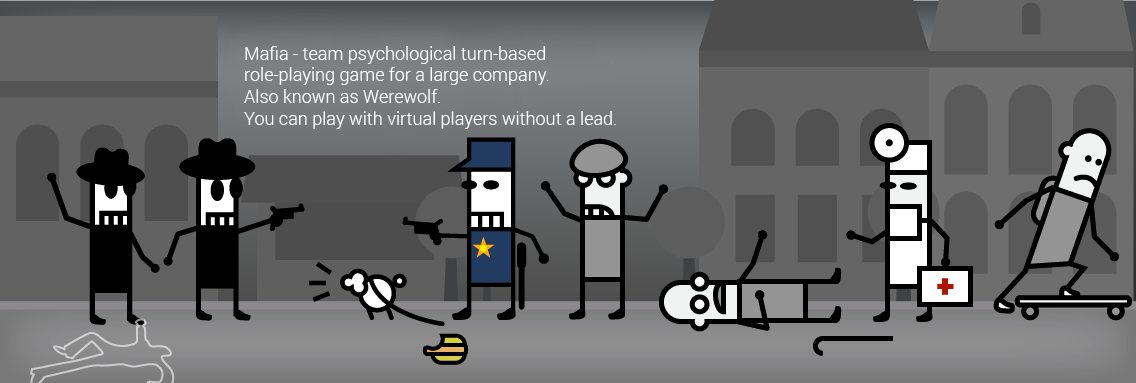 Mafia - team psychological turn-based
role-playing game for a large company.
Also known as Werewolf.
You can play with virtual players without a lead.